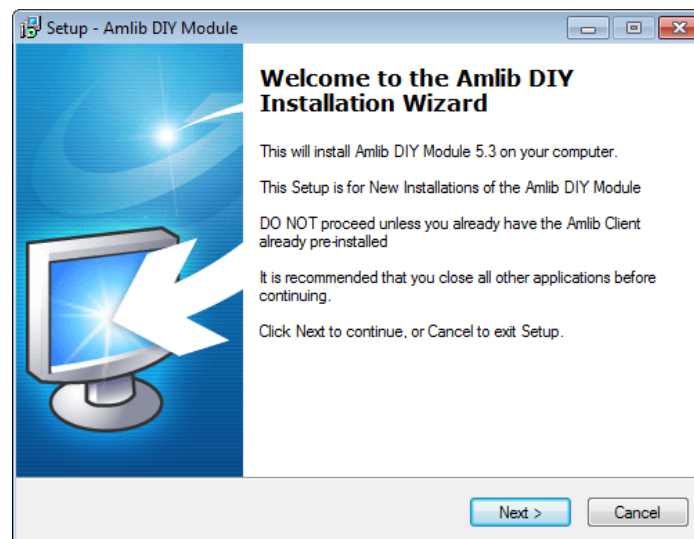 Setup - Amlib DIY Module
Welcome to the Amlib DIY
Installation Wizard
This will install Amlib DIY Module 5.3 on your computer.
This Setup is for New Installations of the Amlib DIY Module
DO NOT proceed unless you already have the Amlib Client
already pre-installed
It is recommended that you close all other applications before
continuing.
Click Next to continue, or Cancel to exit Setup.
Next >
Cancel